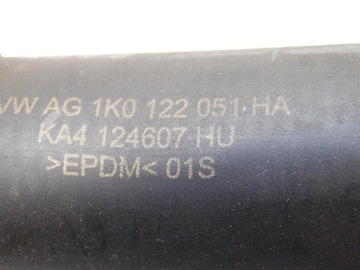 VW AG 1K0 122 051 HA
KA4 124607 HU
>EPDM< 01S